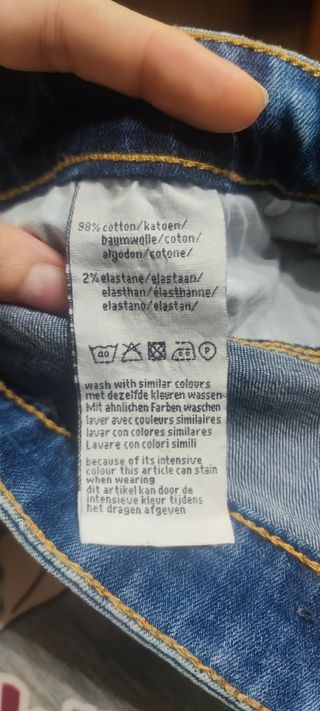 98% cotton/katoen/
baumwolle/coton/
algodon/cotone/
2% elastane/elastaan/
elasthan/élasthanne/
elastano/elastan/
40 P
wash with similar colours
met dezelfde kleuren wassen
Mit ähnlichen Farben waschen
laver avec couleurs similaires
lavar con colores similares
Lavare con colori simili
because of its intensive
colour this article can stain
when wearing
dit artikel kan door de
intensieve kleur tijdens
het dragen afgeven